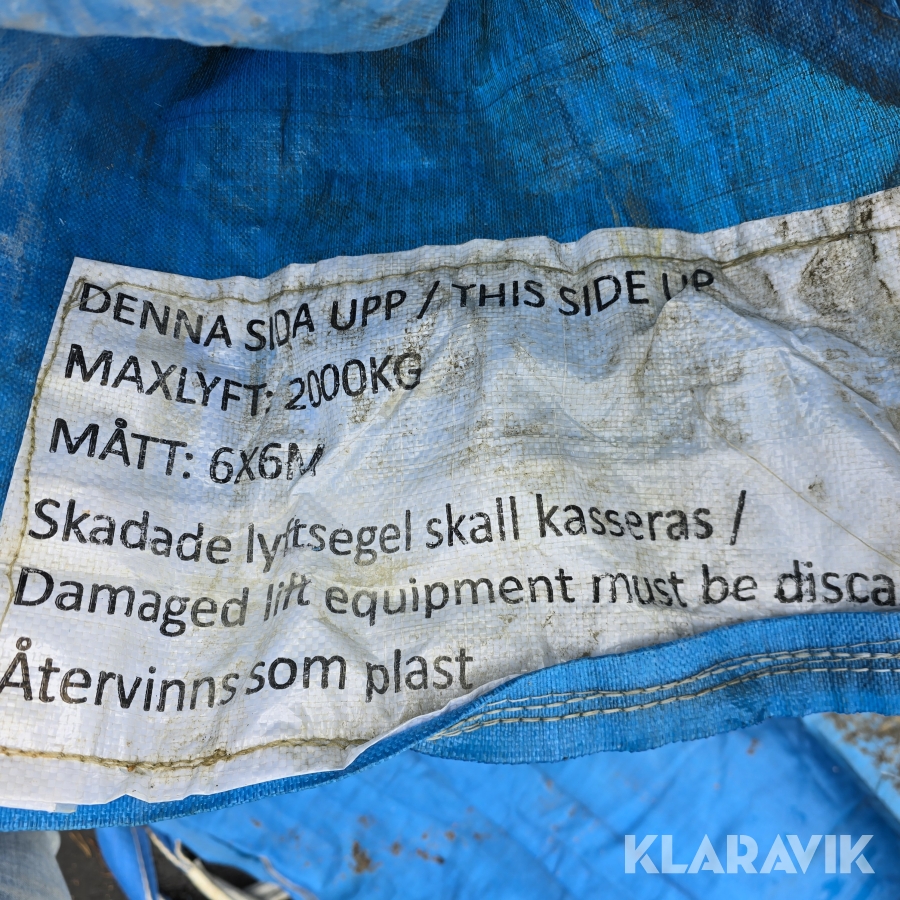 DENNA SIDA UPP / THIS SIDE UP
MAXLYFT: 2000KG
MÅTT: 6X6M
Skadade lyftsegel skall kasseras /
Damaged lift equipment must be disca
Återvinns som plast
KLARAVIK